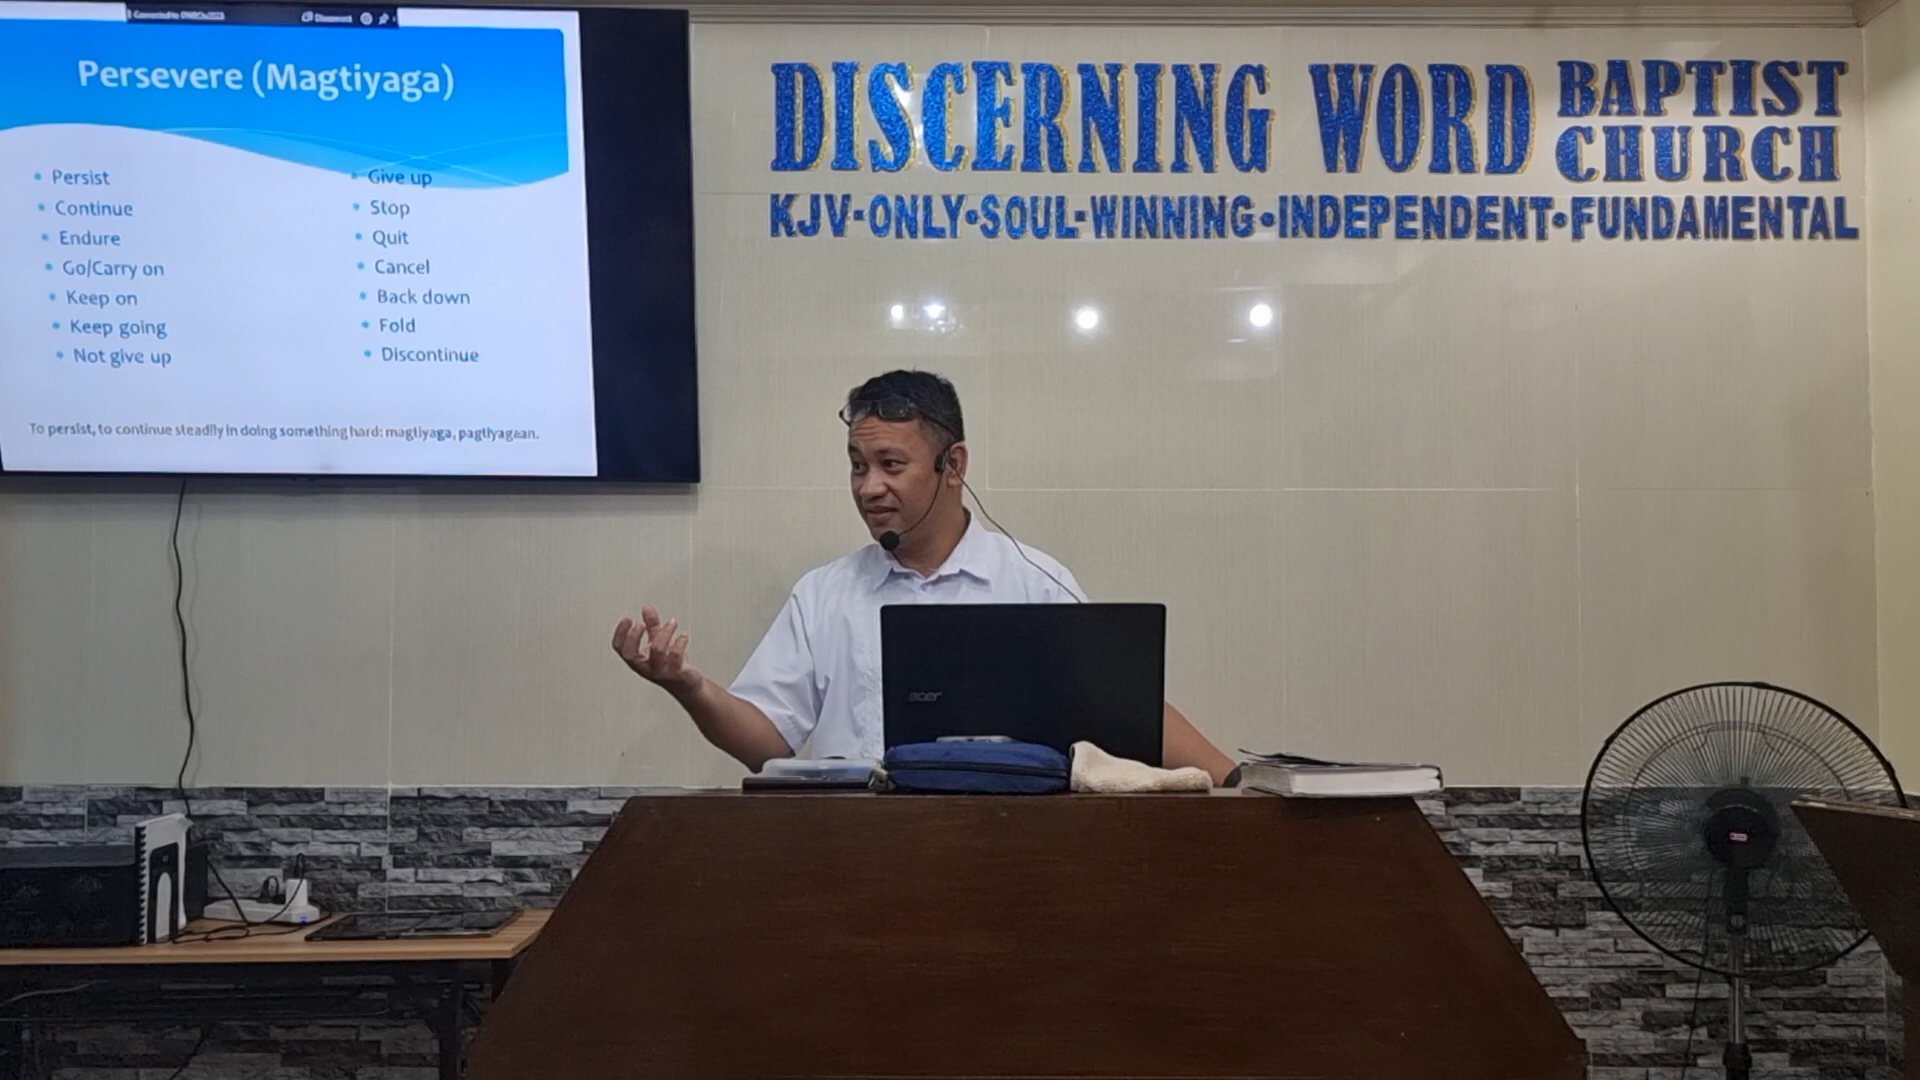 Disconnect
Persevere (Magtiyaga)
Persist
Continue
Endure
Go/Carry on
Keep on
Keep going
Not give up
Give up
Stop
Quit
Cancel
Back down
Fold
Discontinue
To persist, to continue steadily in doing something hard: magtiyaga, pagtiyagaan.
DISCERNING WORD BAPTIST
CHURCH
KJV-ONLY•SOUL-WINNING•INDEPENDENT•FUNDAMENTAL
acer